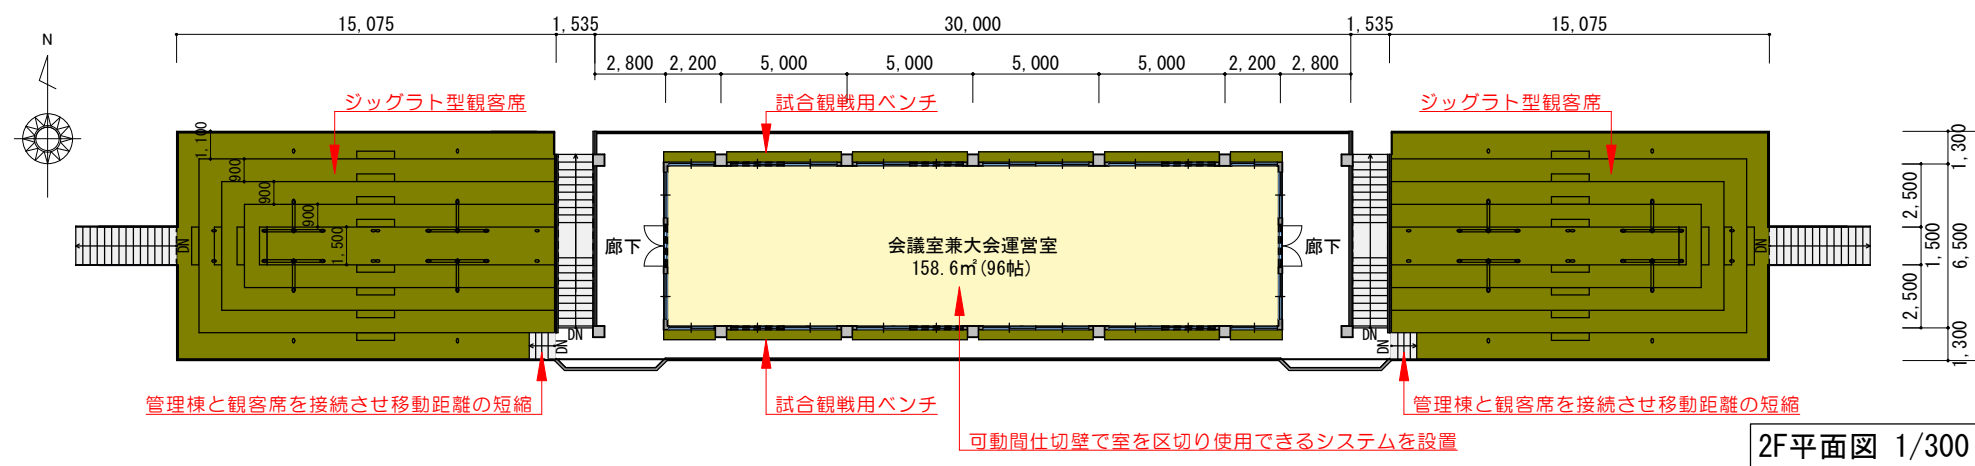 15,075
1,535
30,000
1,535
15,075
2,800
2,200
5,000
5,000
5,000
5,000
2,200
2,800
N
ジッグラト型観客席
試合観戦用ベンチ
ジッグラト型観客席
1,100
900
900
900
1,500
1,300
2,500
1,500
6,500
2,500
1,300
DN
廊下
会議室兼大会運営室
158.6㎡(96帖)
廊下
DN
DN
DN
DN
DN
管理棟と観客席を接続させ移動距離の短縮
試合観戦用ベンチ
管理棟と観客席を接続させ移動距離の短縮
可動間仕切壁で室を区切り使用できるシステムを設置
2F平面図 1/300